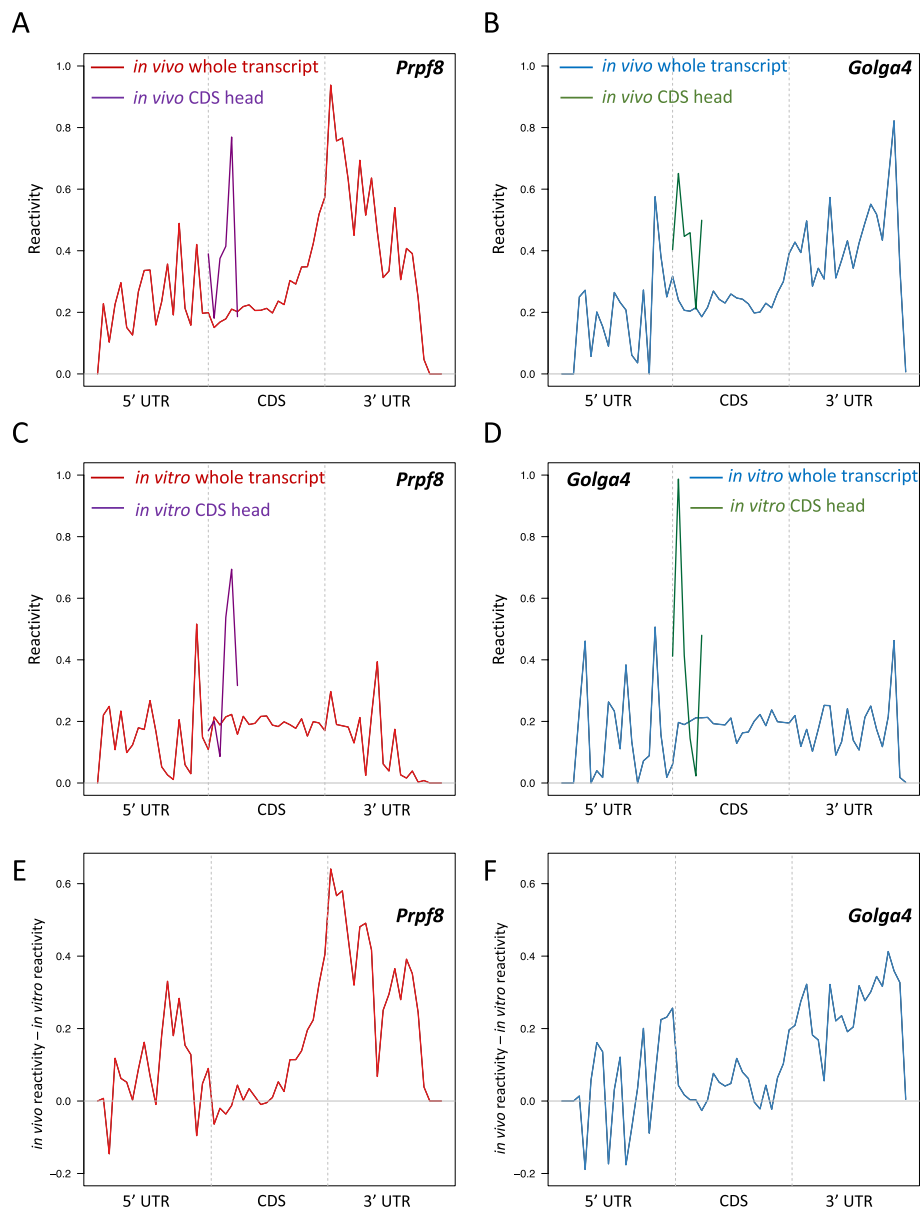 A
Prpf8
in vivo whole transcript
in vivo CDS head
1.0
0.8
0.6
0.4
0.2
0.0
Reactivity
5’ UTR
CDS
3’ UTR
B
Golga4
in vivo whole transcript
in vivo CDS head
1.0
0.8
0.6
0.4
0.2
0.0
Reactivity
5’ UTR
CDS
3’ UTR
C
Prpf8
in vitro whole transcript
in vitro CDS head
1.0
0.8
0.6
0.4
0.2
0.0
Reactivity
5’ UTR
CDS
3’ UTR
D
Golga4
in vitro whole transcript
in vitro CDS head
1.0
0.8
0.6
0.4
0.2
0.0
Reactivity
5’ UTR
CDS
3’ UTR
E
Prpf8
0.6
0.4
0.2
0.0
−0.2
in vivo reactivity – in vitro reactivity
5’ UTR
CDS
3’ UTR
F
Golga4
0.6
0.4
0.2
0.0
−0.2
in vivo reactivity – in vitro reactivity
5’ UTR
CDS
3’ UTR